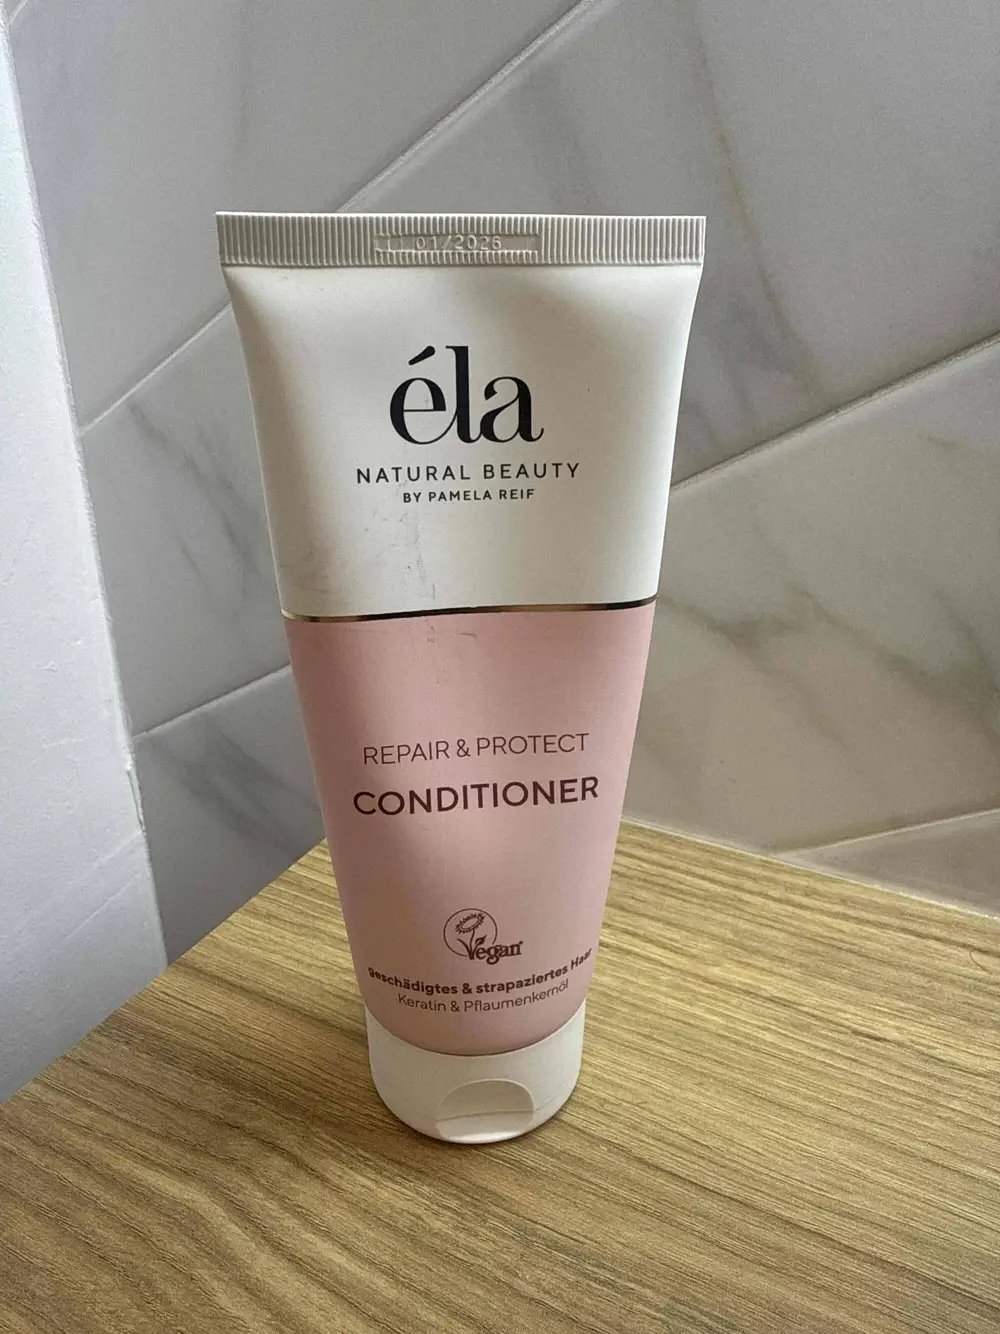 01/2026
éla
NATURAL BEAUTY
BY PAMELA REIF
REPAIR & PROTECT
CONDITIONER
Vegan
geschädigtes & strapaziertes Haar
Keratin & Pflaumenkernöl